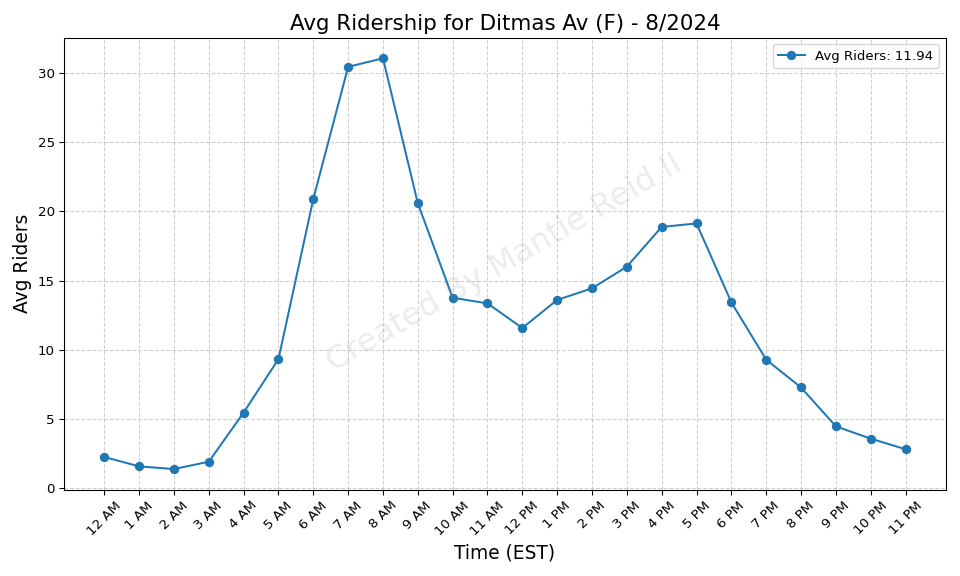 Avg Ridership for Ditmas Av (F) - 8/2024
Avg Riders: 11.94
Avg Riders
30
25
20
15
10
5
0
Created By Mantie Reid II
12 AM
1 AM
2 AM
3 AM
4 AM
5 AM
6 AM
7 AM
8 AM
9 AM
10 AM
11 AM
12 PM
1 PM
2 PM
3 PM
4 PM
5 PM
6 PM
7 PM
8 PM
9 PM
10 PM
11 PM
Time (EST)